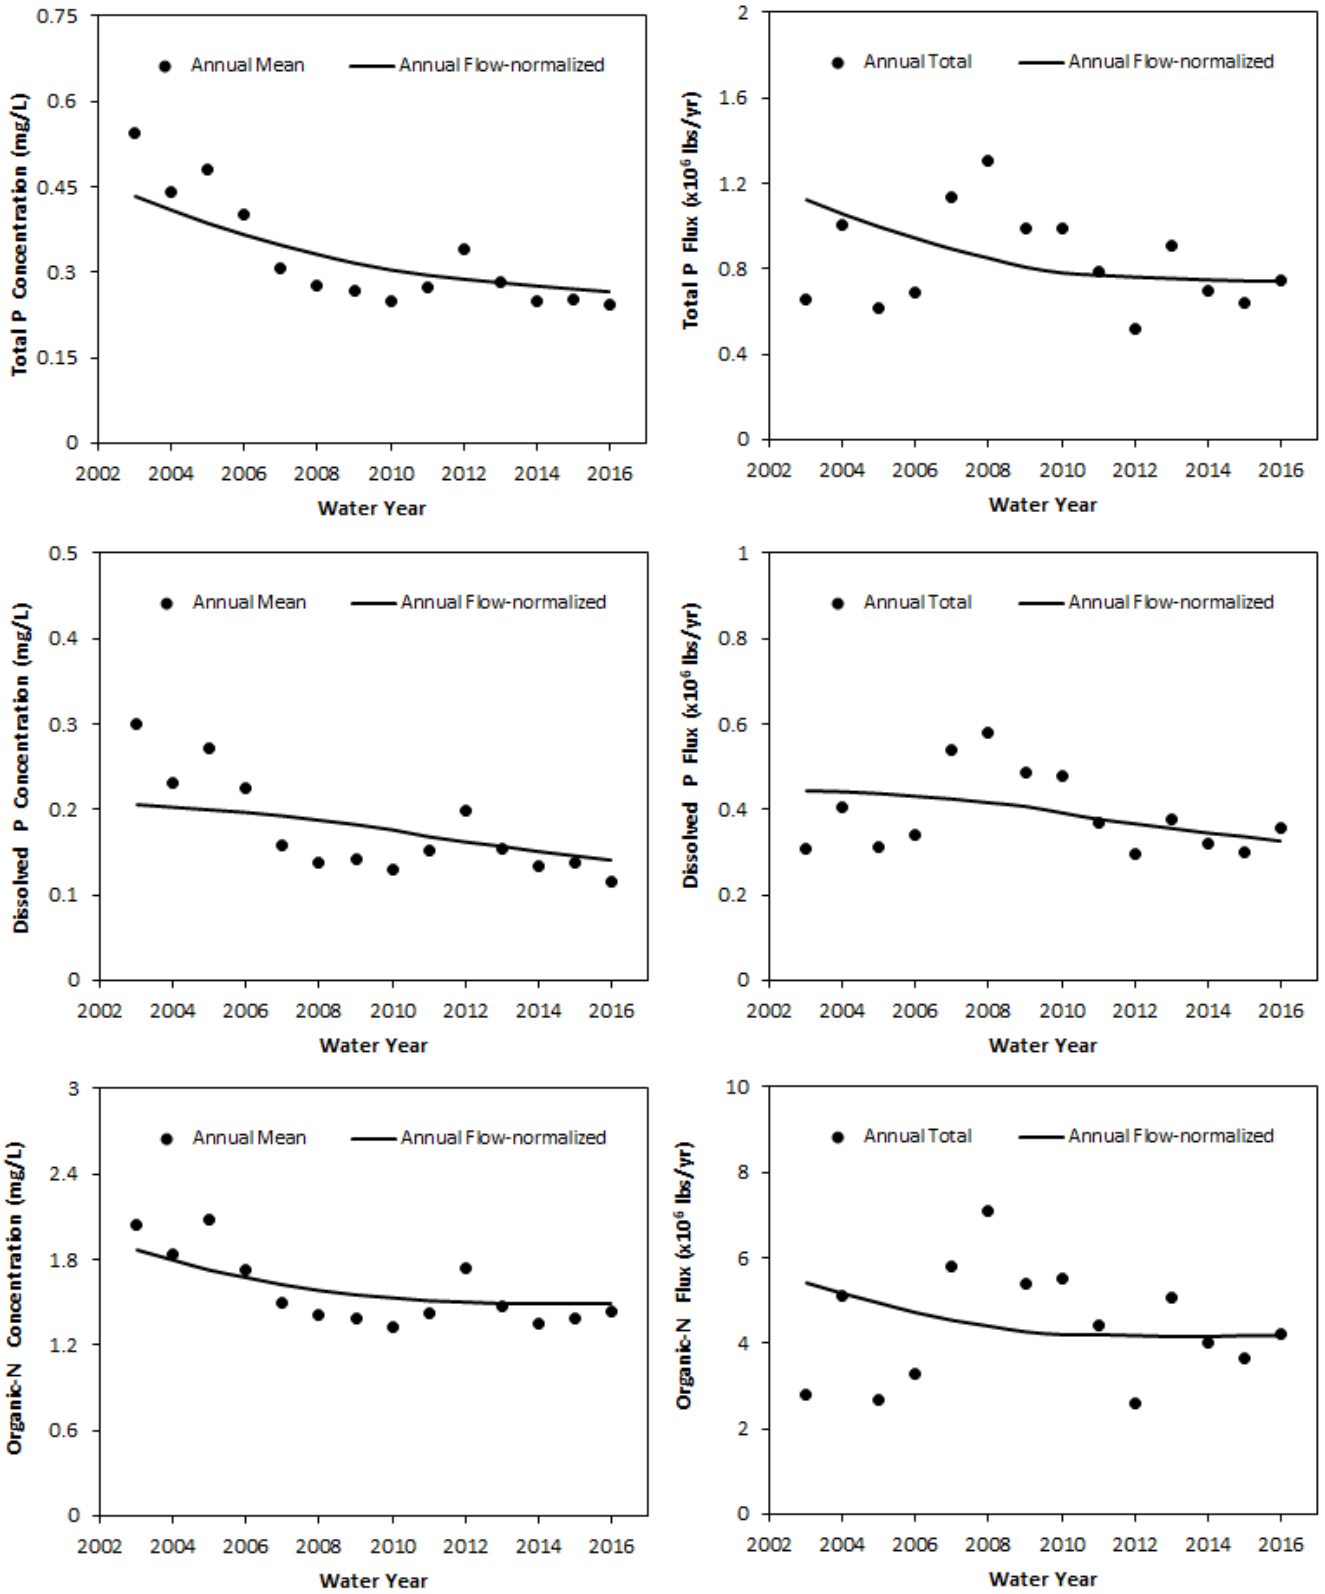 0.75
0.6
0.45
0.3
0.15
0
Total P Concentration (mg/L)
Annual Mean
Annual Flow-normalized
2002 2004 2006 2008 2010 2012 2014 2016
Water Year
2
1.6
1.2
0.8
0.4
0
Total P Flux (x10⁶ lbs/yr)
Annual Total
Annual Flow-normalized
2002 2004 2006 2008 2010 2012 2014 2016
Water Year
0.5
0.4
0.3
0.2
0.1
0
Dissolved P Concentration (mg/L)
Annual Mean
Annual Flow-normalized
2002 2004 2006 2008 2010 2012 2014 2016
Water Year
1
0.8
0.6
0.4
0.2
0
Dissolved P Flux (x10⁶ lbs/yr)
Annual Total
Annual Flow-normalized
2002 2004 2006 2008 2010 2012 2014 2016
Water Year
3
2.4
1.8
1.2
0.6
0
Organic-N Concentration (mg/L)
Annual Mean
Annual Flow-normalized
2002 2004 2006 2008 2010 2012 2014 2016
Water Year
10
8
6
4
2
0
Organic-N Flux (x10⁶ lbs/yr)
Annual Total
Annual Flow-normalized
2002 2004 2006 2008 2010 2012 2014 2016
Water Year